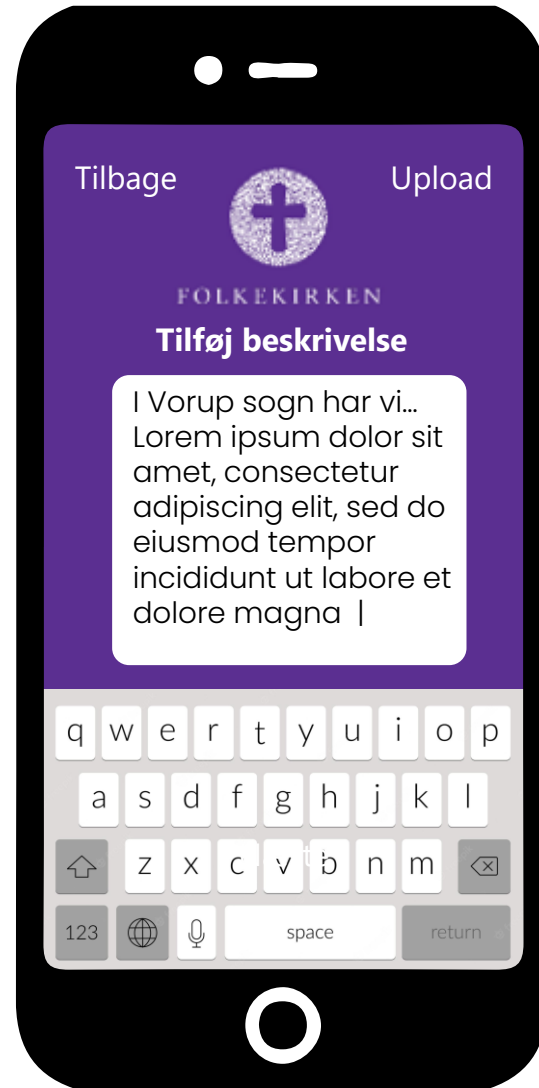 Tilbage
Upload
FOLKEKIRKEN
Tilføj beskrivelse
I Vorup sogn har vi...
Lorem ipsum dolor sit
amet, consectetur
adipiscing elit, sed do
eiusmod tempor
incididunt ut labore et
dolore magna |
q w e r t y u i o p
a s d f g h j k l
z x c v b n m
123 space return